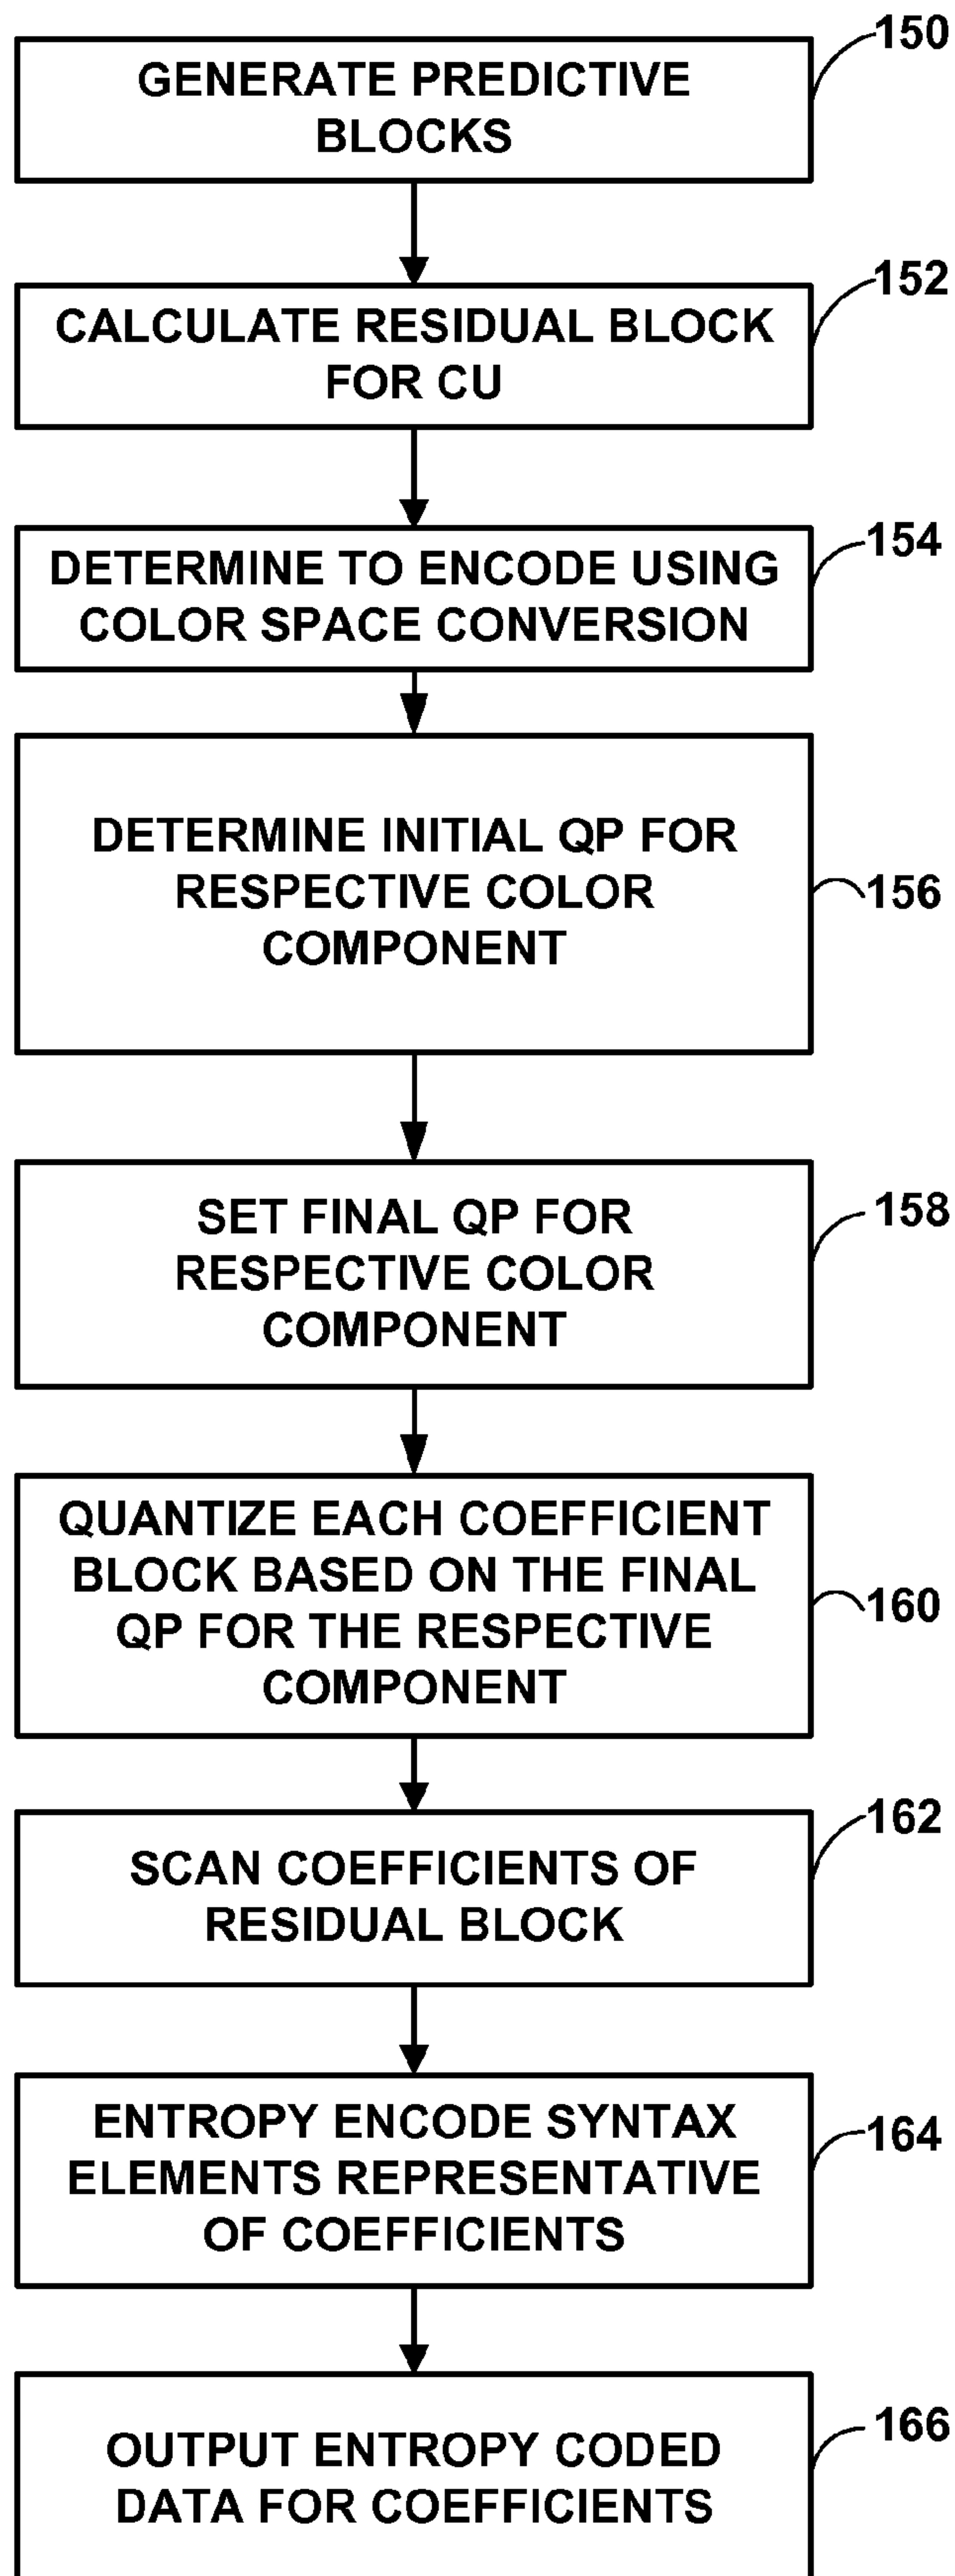 150
GENERATE PREDICTIVE
BLOCKS
152
CALCULATE RESIDUAL BLOCK
FOR CU
154
DETERMINE TO ENCODE USING
COLOR SPACE CONVERSION
DETERMINE INITIAL QP FOR
RESPECTIVE COLOR
COMPONENT
156
SET FINAL QP FOR
RESPECTIVE COLOR
COMPONENT
158
QUANTIZE EACH COEFFICIENT
BLOCK BASED ON THE FINAL
QP FOR THE RESPECTIVE
COMPONENT
160
162
SCAN COEFFICIENTS OF
RESIDUAL BLOCK
ENTROPY ENCODE SYNTAX
ELEMENTS REPRESENTATIVE
OF COEFFICIENTS
164
166
OUTPUT ENTROPY CODED
DATA FOR COEFFICIENTS